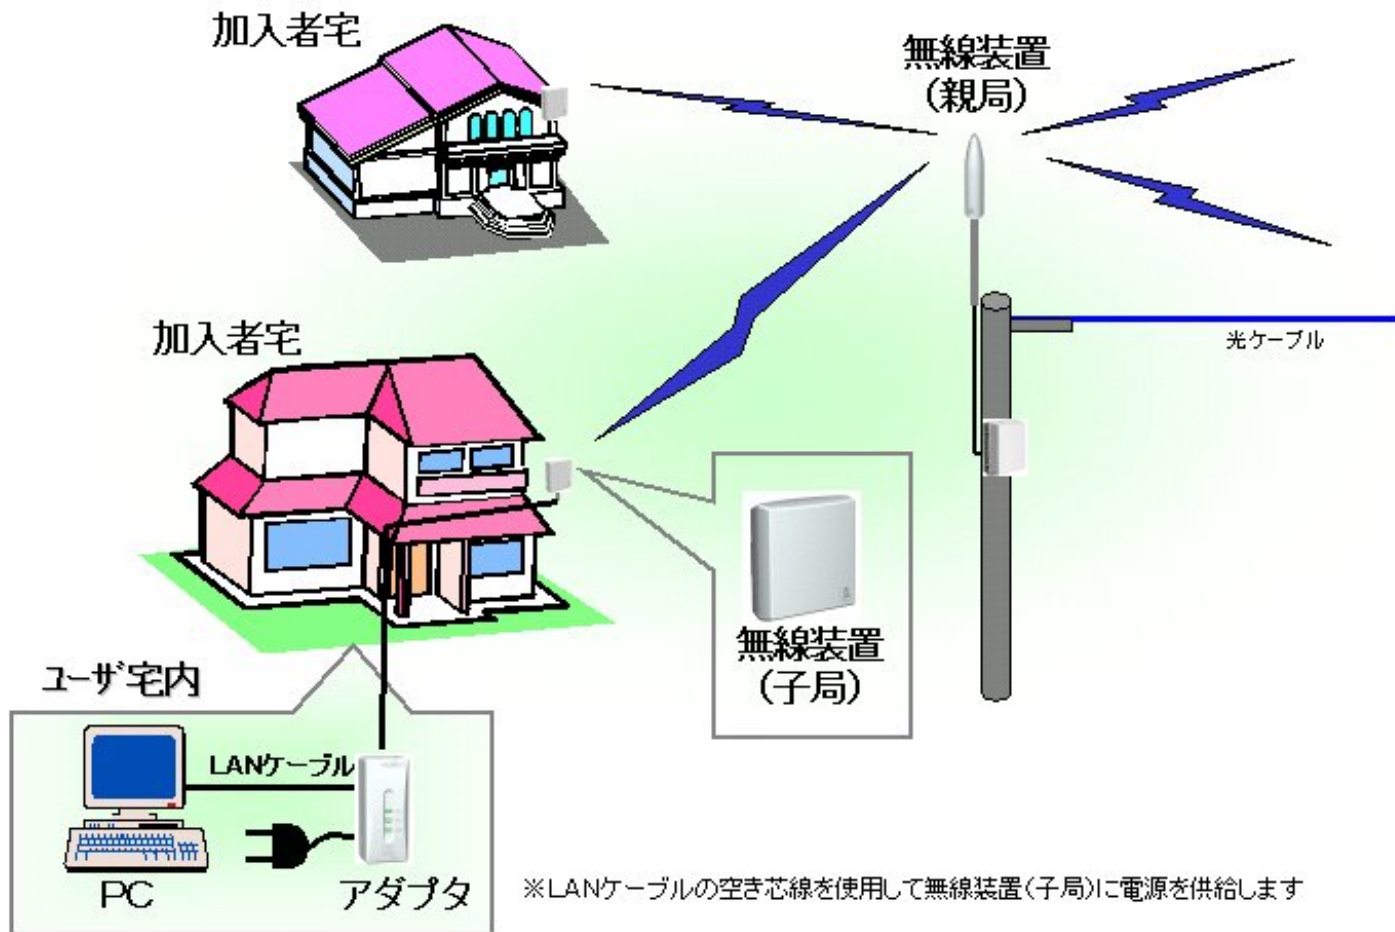 加入者宅
無線装置
(親局)
光ケーブル
加入者宅
無線装置
(子局)
ユーザ宅内
LANケーブル
PC
アダプタ
※LANケーブルの空き芯線を使用して無線装置(子局)に電源を供給します